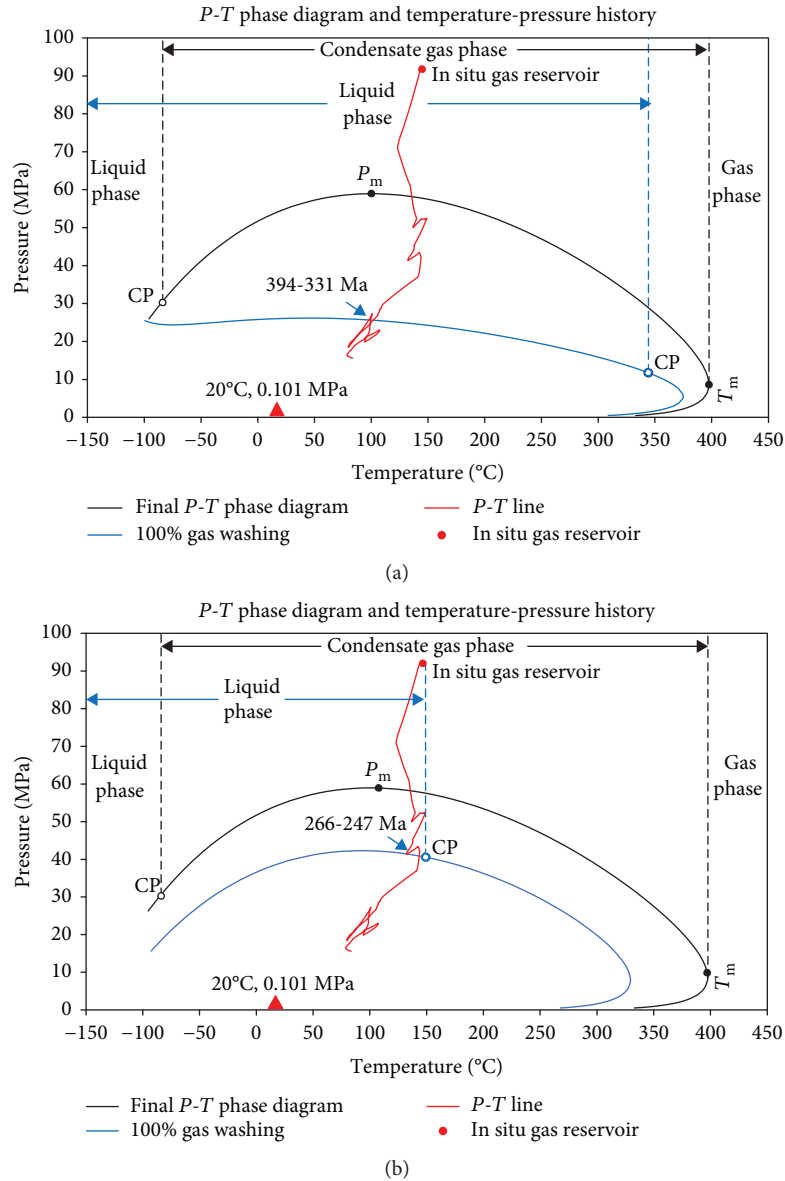 P-T phase diagram and temperature-pressure history
100
90
80
70
60
50
40
30
20
10
0
Pressure (MPa)
Condensate gas phase
In situ gas reservoir
Liquid
phase
Liquid
phase
Gas
phase
Pm
CP
394-331 Ma
CP
Tm
20°C, 0.101 MPa
−150 −100 −50 0 50 100 150 200 250 300 350 400 450
Temperature (°C)
Final P-T phase diagram
P-T line
100% gas washing
In situ gas reservoir
(a)
P-T phase diagram and temperature-pressure history
100
90
80
70
60
50
40
30
20
10
0
Pressure (MPa)
Condensate gas phase
In situ gas reservoir
Liquid
phase
Liquid
phase
Gas
phase
Pm
266-247 Ma
CP
CP
Tm
20°C, 0.101 MPa
−150 −100 −50 0 50 100 150 200 250 300 350 400 450
Temperature (°C)
Final P-T phase diagram
P-T line
100% gas washing
In situ gas reservoir
(b)